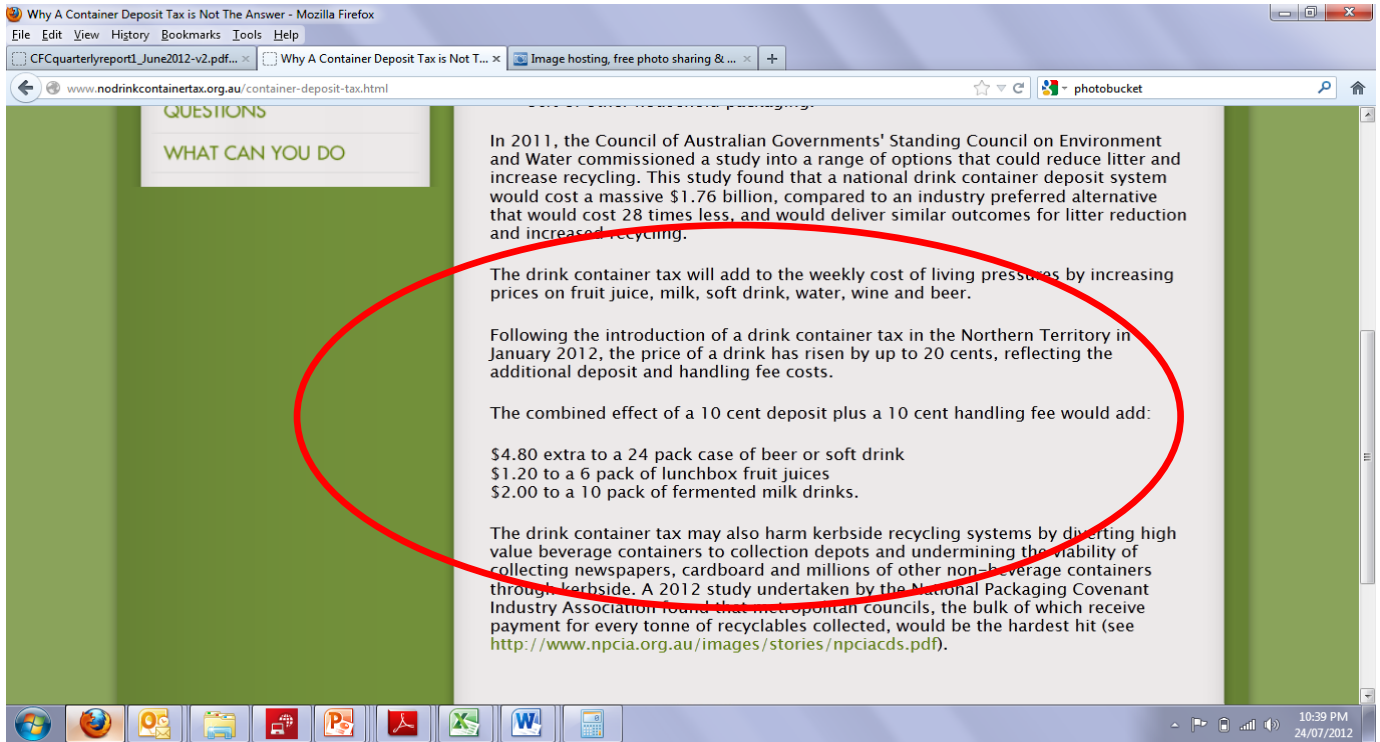 Why A Container Deposit Tax is Not The Answer - Mozilla Firefox
File Edit View History Bookmarks Tools Help
CFCquarterlyreport1_June2012-v2.pdf...
Why A Container Deposit Tax is Not T...
Image hosting, free photo sharing & ...
www.nodrinkcontainertax.org.au/container-deposit-tax.html
photobucket
QUESTIONS
WHAT CAN YOU DO
In 2011, the Council of Australian Governments' Standing Council on Environment
and Water commissioned a study into a range of options that could reduce litter and
increase recycling. This study found that a national drink container deposit system
would cost a massive $1.76 billion, compared to an industry preferred alternative
that would cost 28 times less, and would deliver similar outcomes for litter reduction
and increased recycling.
The drink container tax will add to the weekly cost of living pressures by increasing
prices on fruit juice, milk, soft drink, water, wine and beer.
Following the introduction of a drink container tax in the Northern Territory in
January 2012, the price of a drink has risen by up to 20 cents, reflecting the
additional deposit and handling fee costs.
The combined effect of a 10 cent deposit plus a 10 cent handling fee would add:
$4.80 extra to a 24 pack case of beer or soft drink
$1.20 to a 6 pack of lunchbox fruit juices
$2.00 to a 10 pack of fermented milk drinks.
The drink container tax may also harm kerbside recycling systems by diverting high
value beverage containers to collection depots and undermining the viability of
collecting newspapers, cardboard and millions of other non-beverage containers
through kerbside. A 2012 study undertaken by the National Packaging Covenant
Industry Association found that metropolitan councils, the bulk of which receive
payment for every tonne of recyclables collected, would be the hardest hit (see
http://www.npcia.org.au/images/stories/npciacds.pdf).
10:39 PM
24/07/2012